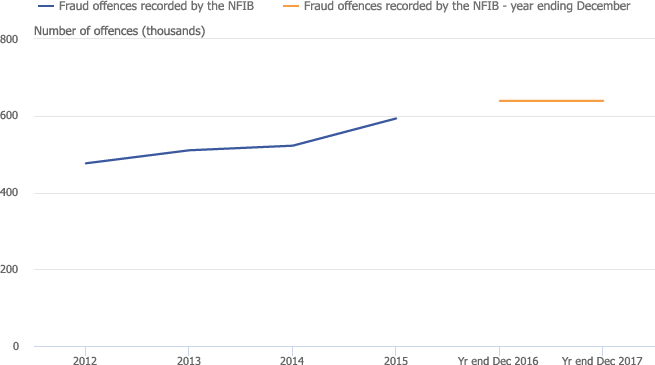 Fraud offences recorded by the NFIB Fraud offences recorded by the NFIB - year ending December
Number of offences (thousands)
800
600
400
200
0
2012 2013 2014 2015 Yr end Dec 2016 Yr end Dec 2017